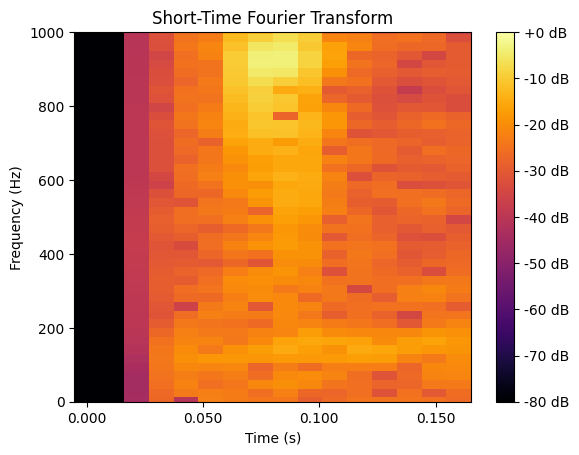 Short-Time Fourier Transform
1000
800
600
400
200
0
Frequency (Hz)
0.000
0.050
0.100
0.150
Time (s)
+0 dB
-10 dB
-20 dB
-30 dB
-40 dB
-50 dB
-60 dB
-70 dB
-80 dB